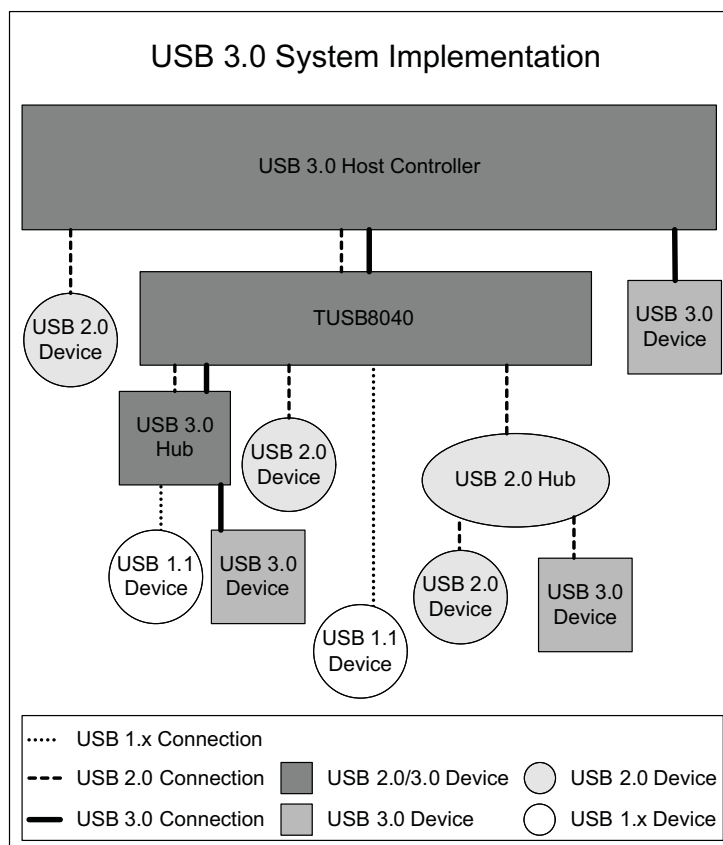 USB 3.0 System Implementation
USB 3.0 Host Controller
TUSB8040
USB 2.0
Device
USB 3.0
Device
USB 3.0
Hub
USB 2.0
Device
USB 2.0 Hub
USB 1.1
Device
USB 3.0
Device
USB 2.0
Device
USB 3.0
Device
USB 1.1
Device
USB 1.x Connection
USB 2.0 Connection
USB 2.0/3.0 Device
USB 2.0 Device
USB 3.0 Connection
USB 3.0 Device
USB 1.x Device